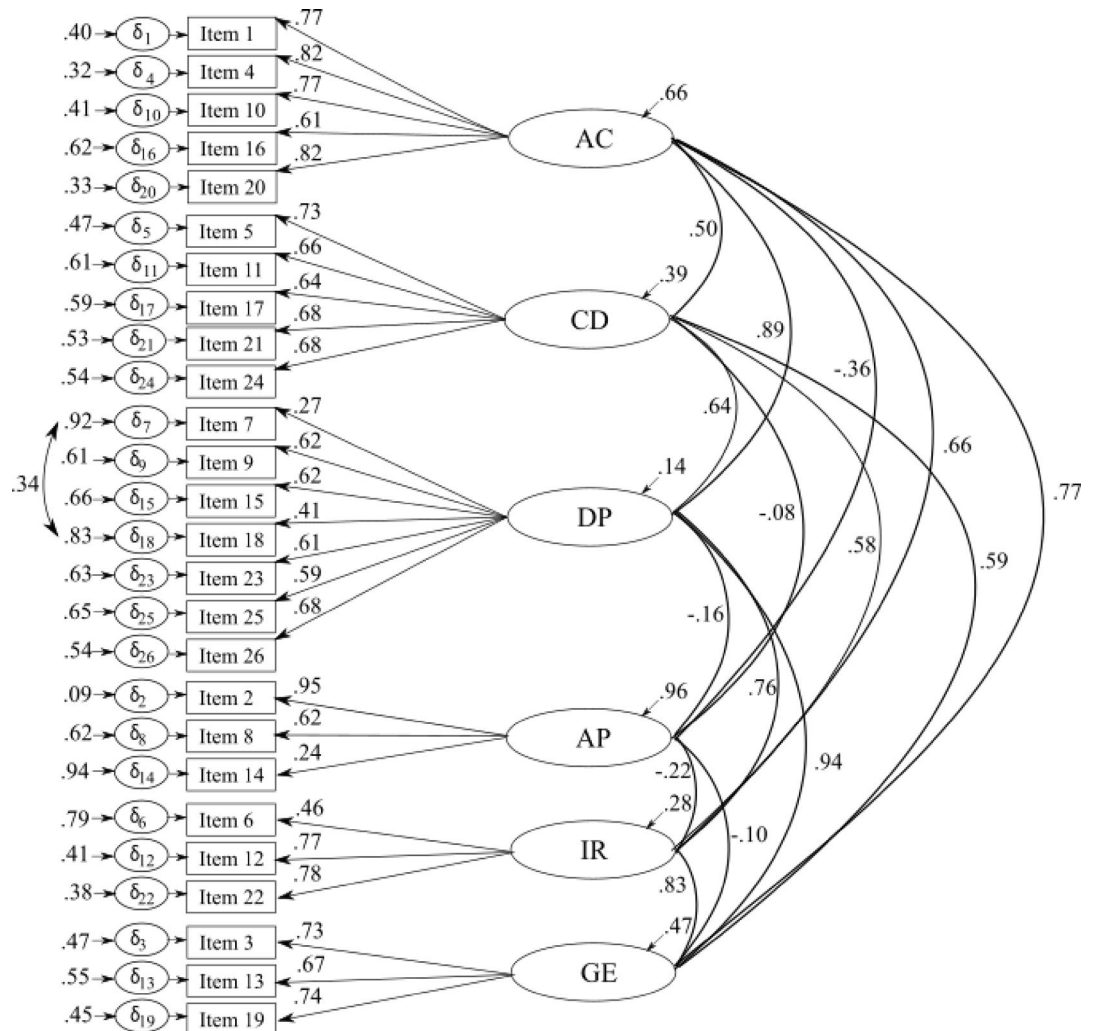 .40 δ1 Item 1 .77
.32 δ4 Item 4 .82
.41 δ10 Item 10 .77
.62 δ16 Item 16 .61
.33 δ20 Item 20 .82
AC .66
.47 δ5 Item 5 .73
.61 δ11 Item 11 .66
.59 δ17 Item 17 .64
.53 δ21 Item 21 .68
.54 δ24 Item 24 .68
CD .39
.50
.92 δ7 Item 7 .27
.61 δ9 Item 9 .62
.66 δ15 Item 15 .62
.83 δ18 Item 18 .41
.63 δ23 Item 23 .61
.65 δ25 Item 25 .59
.54 δ26 Item 26 .68
.34
DP .14
.89
-.36
.64
.66
.77
-.08
.58
.59
.09 δ2 Item 2 .95
.62 δ8 Item 8 .62
.94 δ14 Item 14 .24
AP .96
-.16
.76
.94
.79 δ6 Item 6 .46
.41 δ12 Item 12 .77
.38 δ22 Item 22 .78
IR .28
-.22
-.10
.83
.47 δ3 Item 3 .73
.55 δ13 Item 13 .67
.45 δ19 Item 19 .74
GE .47